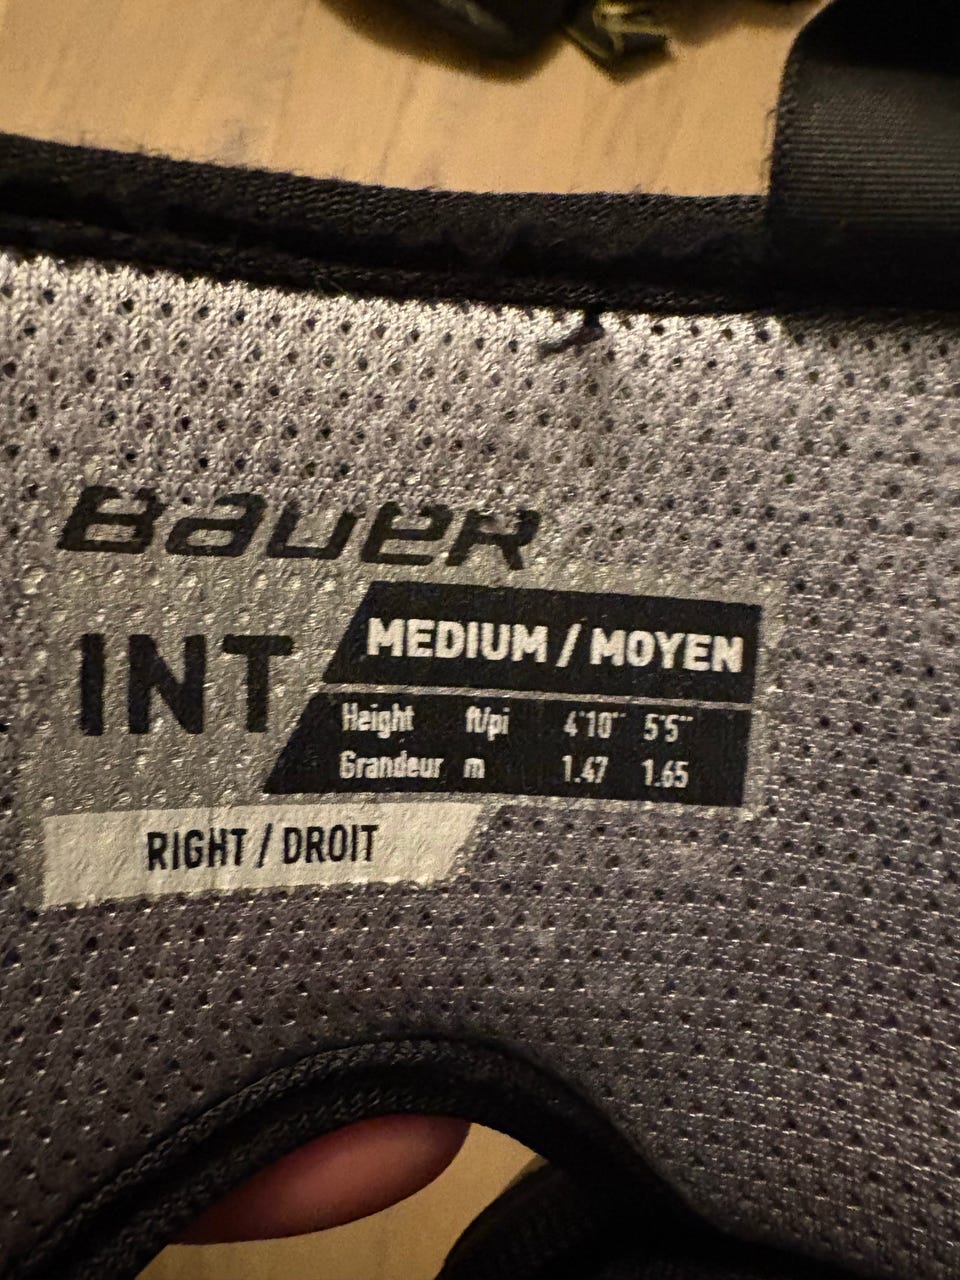 BAUER
INT
MEDIUM / MOYEN
Height ft/pi 4'10" 5'5"
Grandeur m 1.47 1.65
RIGHT / DROIT